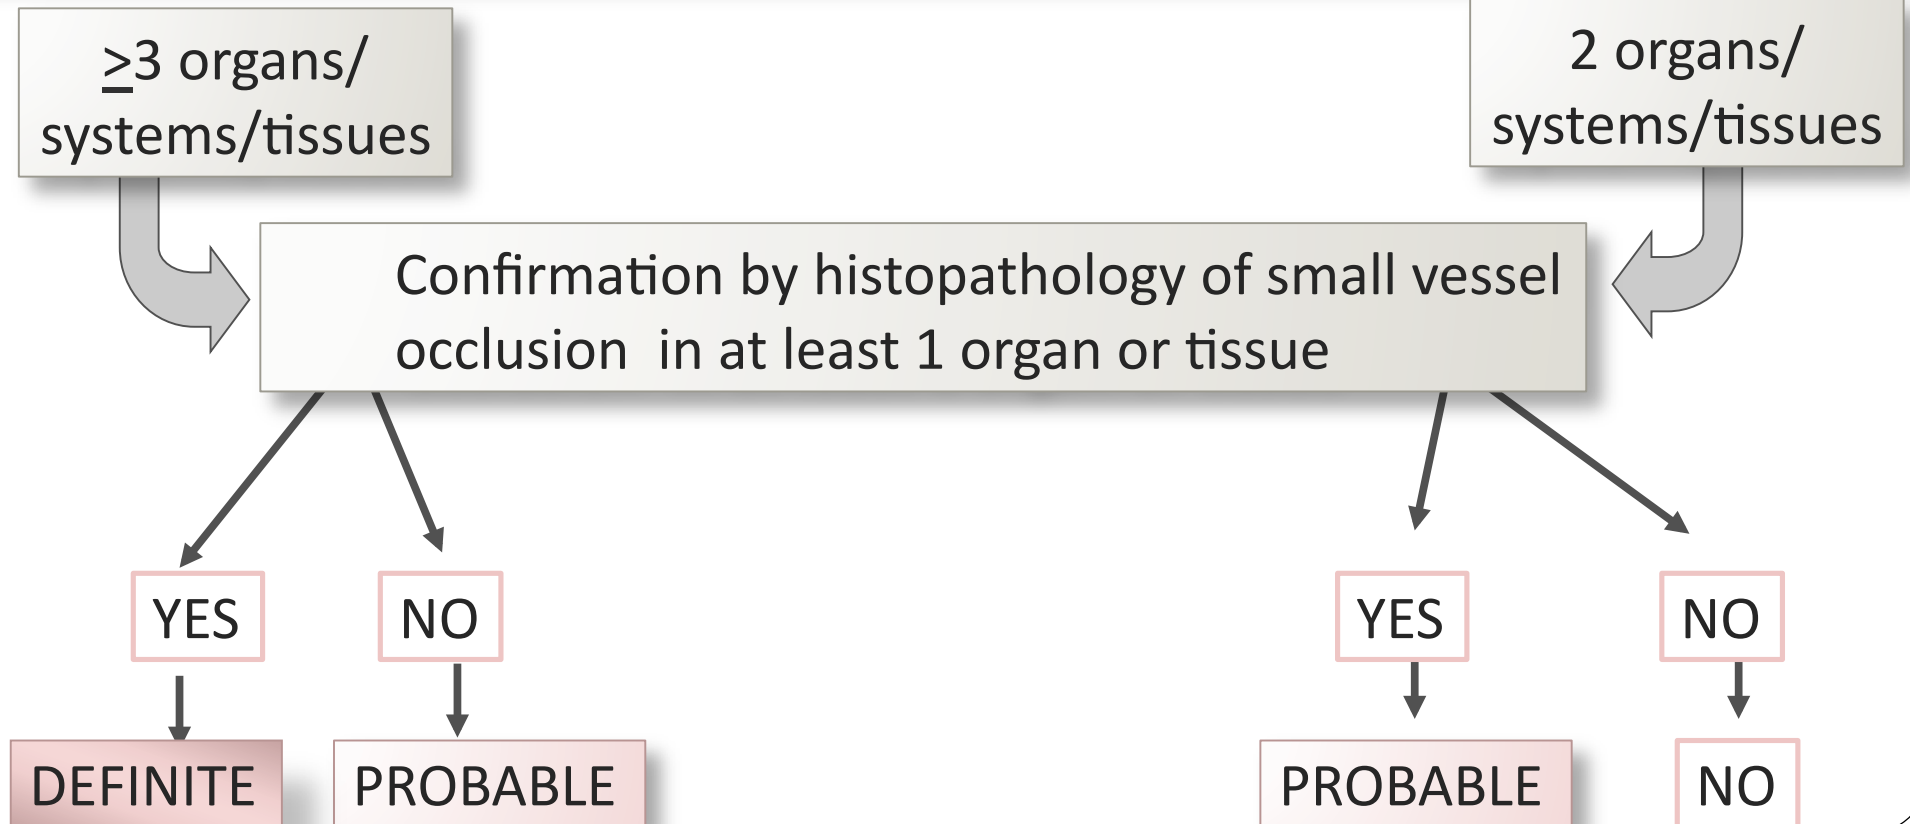 ≥3 organs/
systems/tissues
2 organs/
systems/tissues
Confirmation by histopathology of small vessel
occlusion in at least 1 organ or tissue
YES
NO
YES
NO
DEFINITE
PROBABLE
PROBABLE
NO